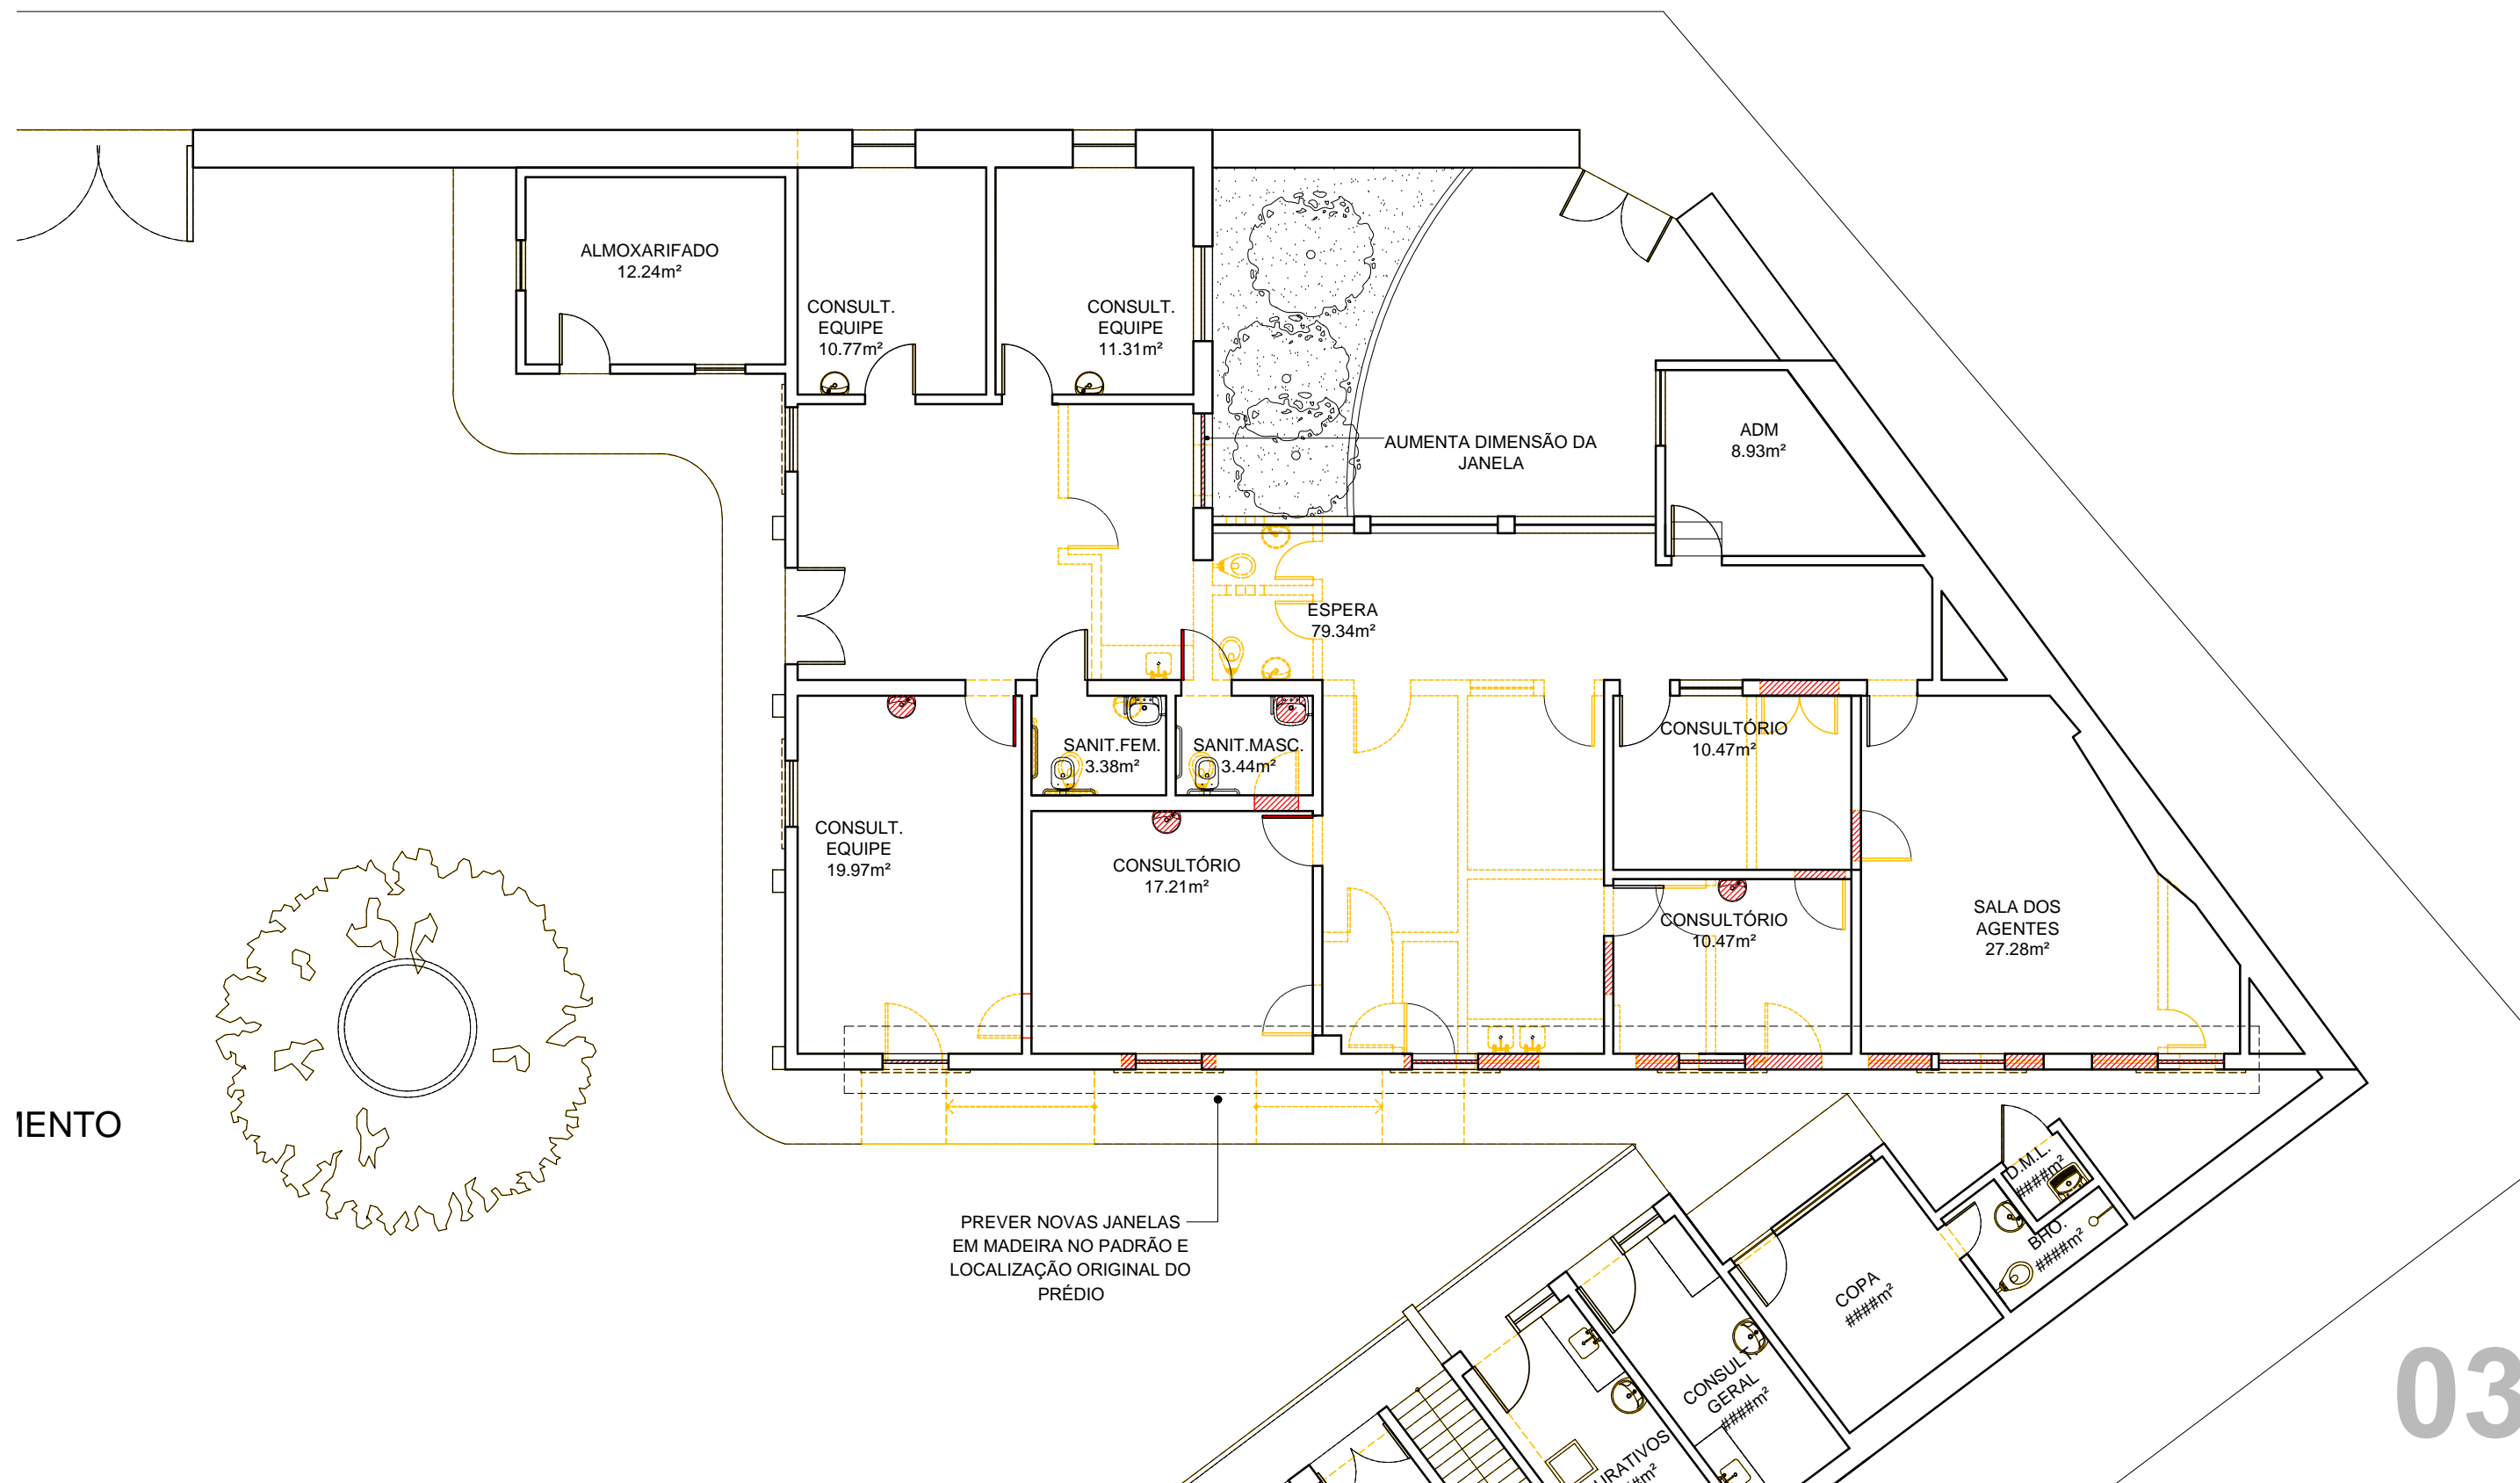 ALMOXARIFADO
12.24m²
CONSULT.
EQUIPE
10.77m²
CONSULT.
EQUIPE
11.31m²
AUMENTA DIMENSÃO DA
JANELA
ADM
8.93m²
ESPERA
79.34m²
SANIT.FEM.
3.38m²
SANIT.MASC.
3.44m²
CONSULTÓRIO
10.47m²
CONSULT.
EQUIPE
19.97m²
CONSULTÓRIO
17.21m²
CONSULTÓRIO
10.47m²
SALA DOS
AGENTES
27.28m²
PREVER NOVAS JANELAS
EM MADEIRA NO PADRÃO E
LOCALIZAÇÃO ORIGINAL DO
PRÉDIO
D.M.L.
####m²
BHO.
####m²
COPA
####m²
CONSULT.
GERAL
####m²
03